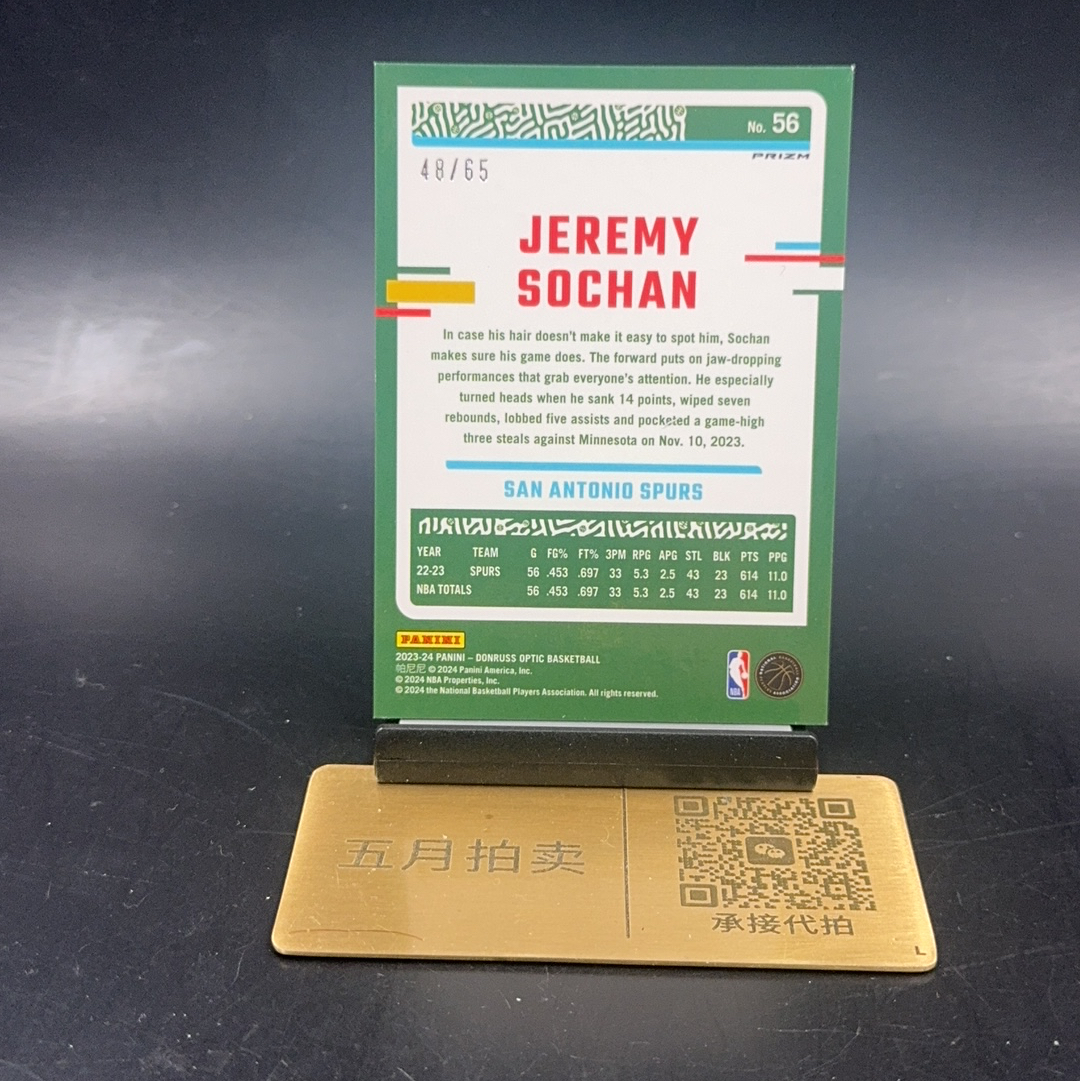 No. 56
PRIZM
48/65
JEREMY
SOCHAN
In case his hair doesn't make it easy to spot him, Sochan
makes sure his game does. The forward puts on jaw-dropping
performances that grab everyone's attention. He especially
turned heads when he sank 14 points, wiped seven
rebounds, lobbed five assists and pocketed a game-high
three steals against Minnesota on Nov. 10, 2023.
SAN ANTONIO SPURS
YEAR TEAM G FG% FT% 3PM RPG APG STL BLK PTS PPG
22-23 SPURS 56 .453 .697 33 5.3 2.5 43 23 614 11.0
NBA TOTALS 56 .453 .697 33 5.3 2.5 43 23 614 11.0
PANINI
2023-24 PANINI – DONRUSS OPTIC BASKETBALL
帕尼尼 © 2024 Panini America, Inc.
© 2024 NBA Properties, Inc.
© 2024 the National Basketball Players Association. All rights reserved.
NBA
五月拍卖
承接代拍
L